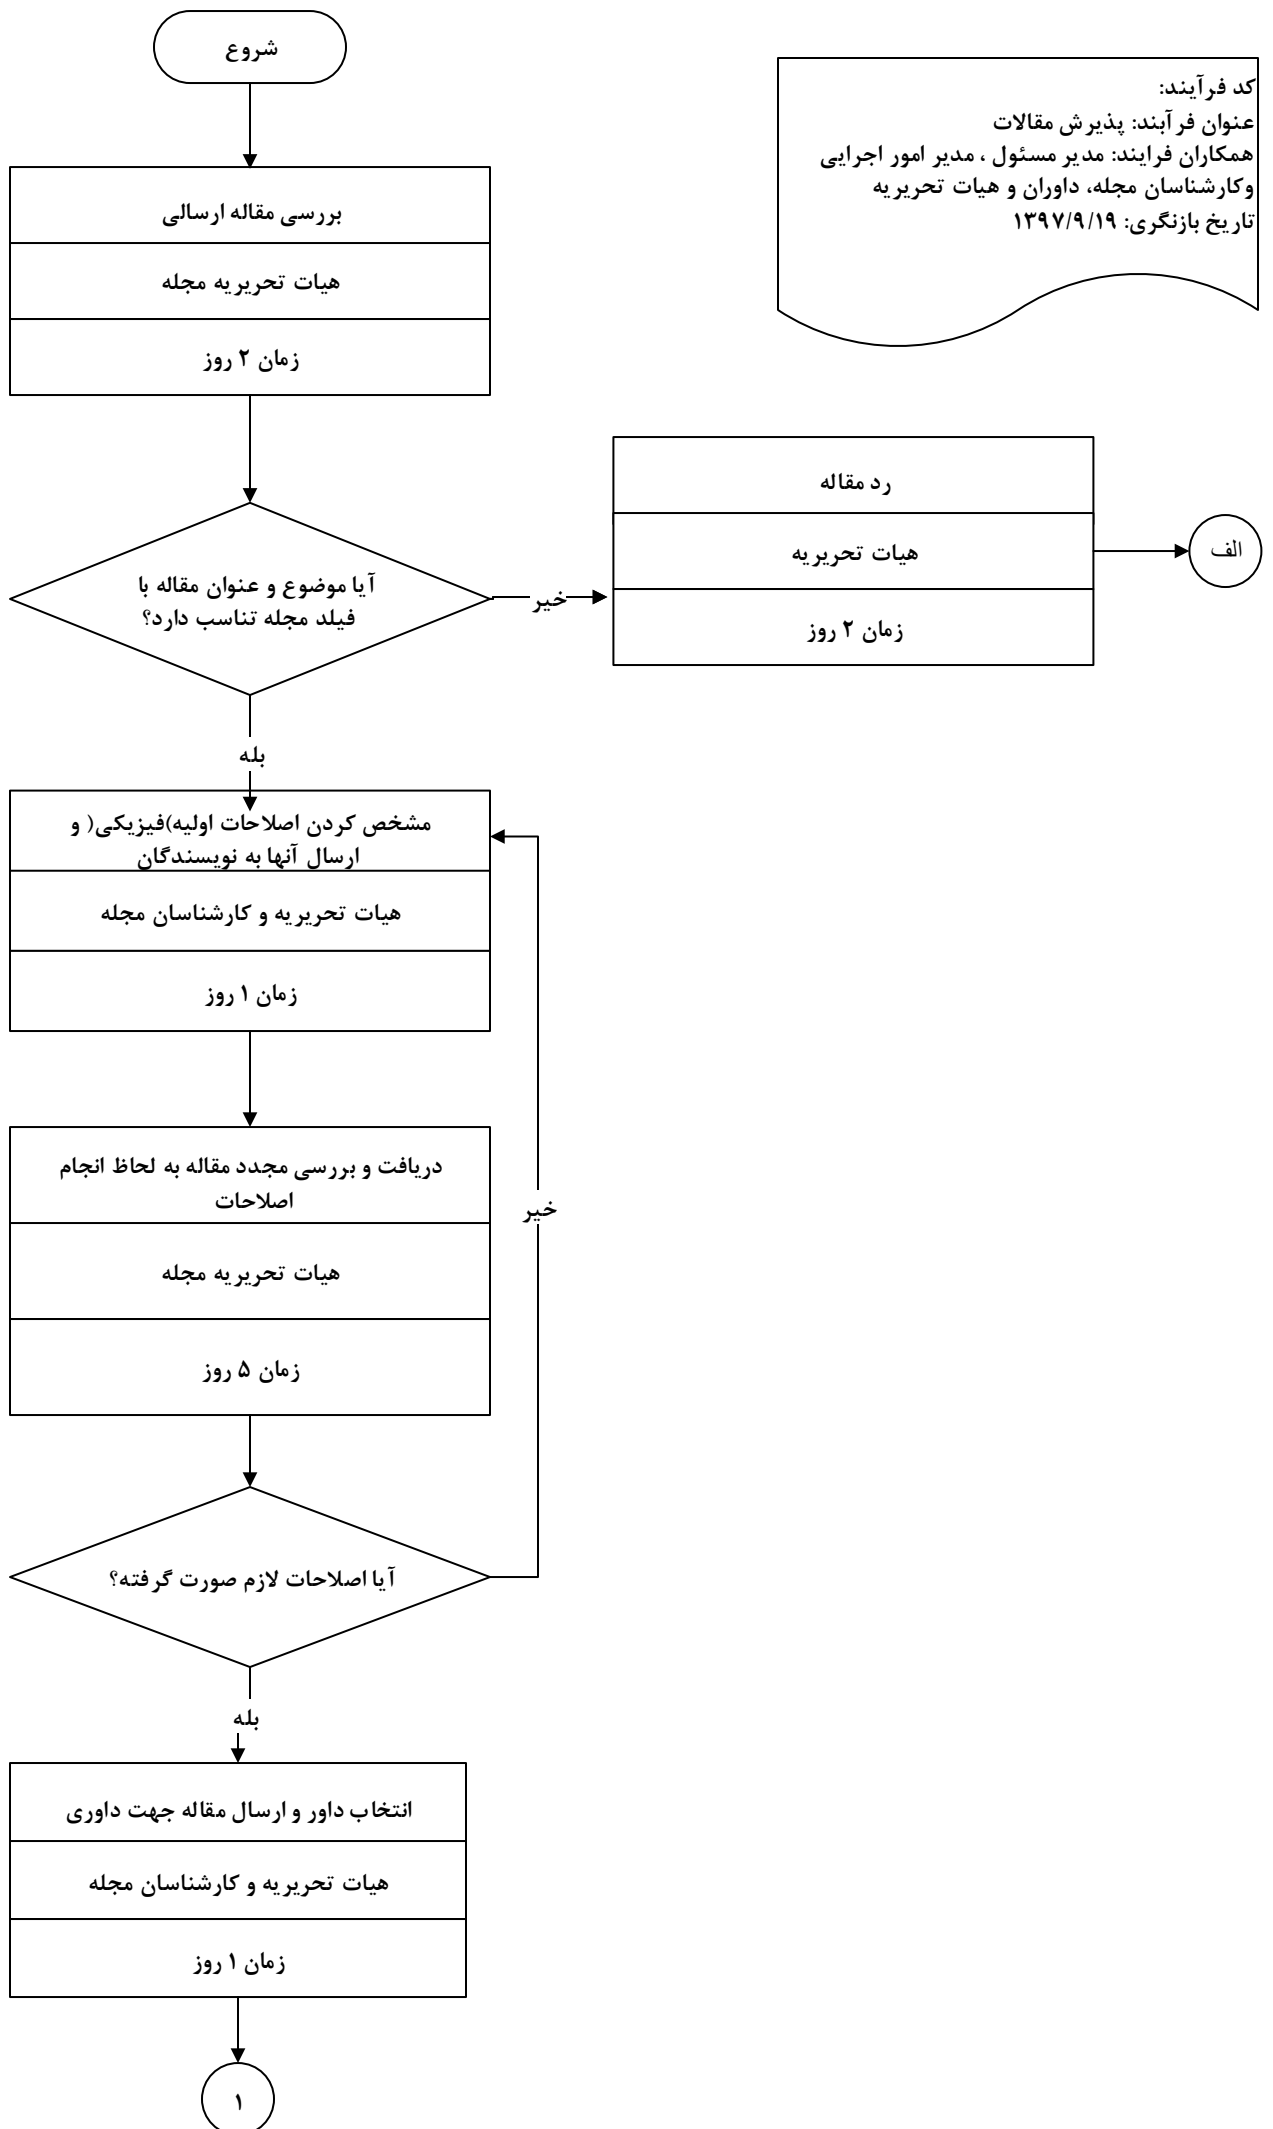 شروع
کد فرآیند:
عنوان فرآبند: پذیرش مقالات
همکاران فرایند: مدیر مسئول ، مدیر امور اجرایی
وکارشناسان مجله، داوران و هیات تحریریه
تاریخ بازنگری: ۱۳۹۷/۹/۱۹
بررسی مقاله ارسالی
هیات تحریریه مجله
زمان ۲ روز
رد مقاله
هیات تحریریه
زمان ۲ روز
الف
آیا موضوع و عنوان مقاله با
فیلد مجله تناسب دارد؟
خیر
بله
مشخص کردن اصلاحات اولیه)فیزیکی( و
ارسال آنها به نویسندگان
هیات تحریریه و کارشناسان مجله
زمان ۱ روز
دریافت و بررسی مجدد مقاله به لحاظ انجام
اصلاحات
هیات تحریریه مجله
زمان ۵ روز
خیر
آیا اصلاحات لازم صورت گرفته؟
بله
انتخاب داور و ارسال مقاله جهت داوری
هیات تحریریه و کارشناسان مجله
زمان ۱ روز
۱